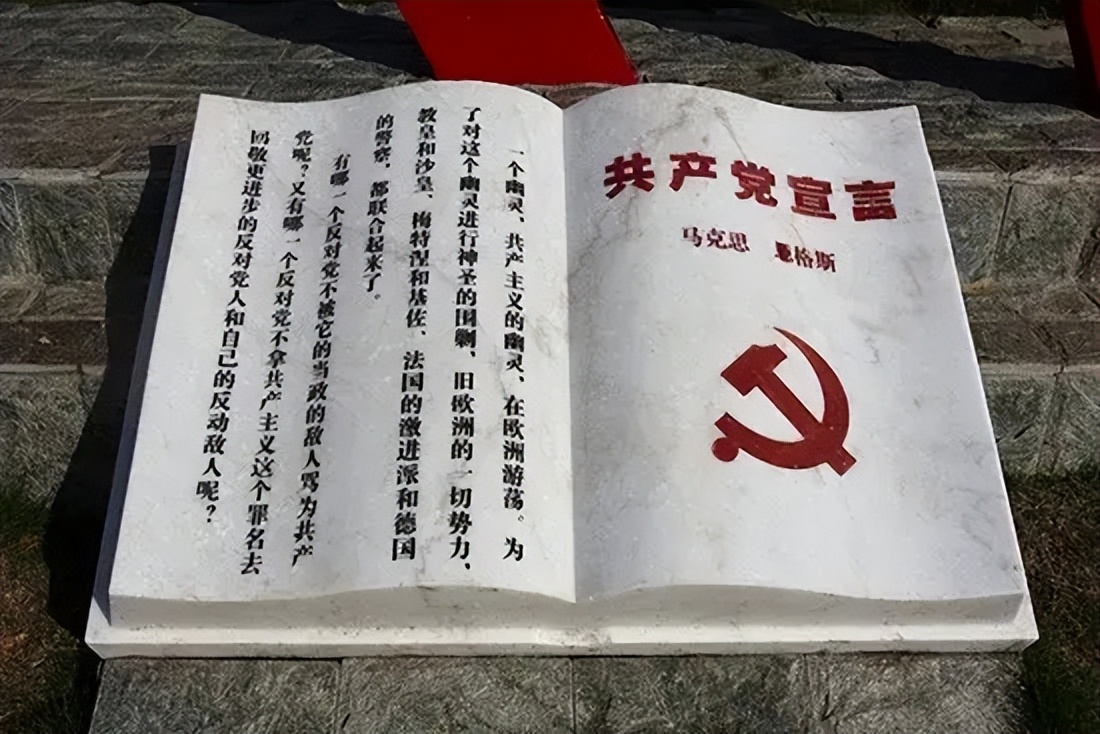 共产党宣言
马克思 恩格斯
一个幽灵、共产主义的幽灵、在欧洲游荡。为
了对这个幽灵进行神圣的围剿、旧欧洲的一切势力、
教皇和沙皇、梅特涅和基佐、法国的激进派和德国
的警察、都联合起来了。
有哪一个反对党不被它的当政的敌人骂为共产
党呢？又有哪一个反对党不拿共产主义这个罪名去
回敬更进步的反对党人和自己的反动敌人呢？